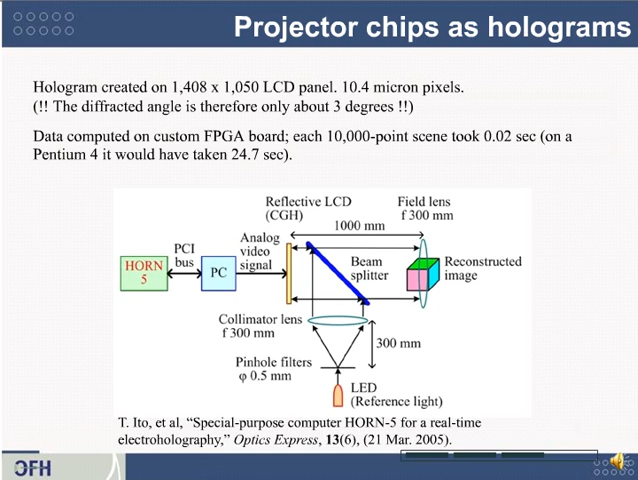 Projector chips as holograms
Hologram created on 1,408 x 1,050 LCD panel. 10.4 micron pixels.
(!! The diffracted angle is therefore only about 3 degrees !!)
Data computed on custom FPGA board; each 10,000-point scene took 0.02 sec (on a
Pentium 4 it would have taken 24.7 sec).
Reflective LCD
(CGH)
Field lens
f 300 mm
1000 mm
Analog
video
signal
PCI
bus
HORN
5
PC
Beam
splitter
Reconstructed
image
Collimator lens
f 300 mm
300 mm
Pinhole filters
φ 0.5 mm
LED
(Reference light)
T. Ito, et al, “Special-purpose computer HORN-5 for a real-time
electroholography,” Optics Express, 13(6), (21 Mar. 2005).
OFH